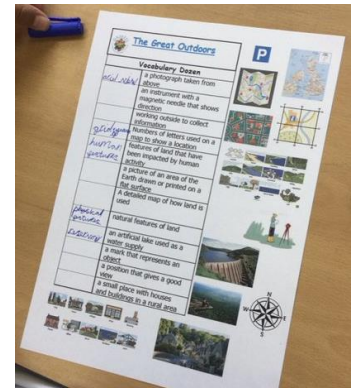 The Great Outdoors
Vocabulary Dozen
a photograph taken from
above
an instrument with a
magnetic needle that shows
direction
working outside to collect
information
Numbers of letters used on a
map to show a location
human
features
features of land that have
been impacted by human
activity
a picture of an area of the
Earth drawn or printed on a
flat surface
A detailed map of how land is
used
physical
features
natural features of land
an artificial lake used as a
water supply
a mark that represents an
object
a position that gives a good
view
a small place with houses
and buildings in a rural area
P
N
W
E
S